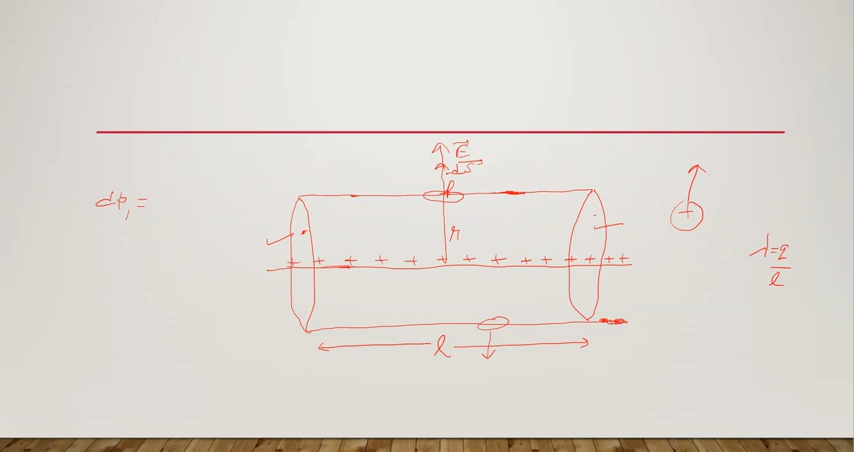 E⃗
dS⃗
dφ₁ =
P
r
+ + + + + + + + + + + + +
+
λ = q
l
l